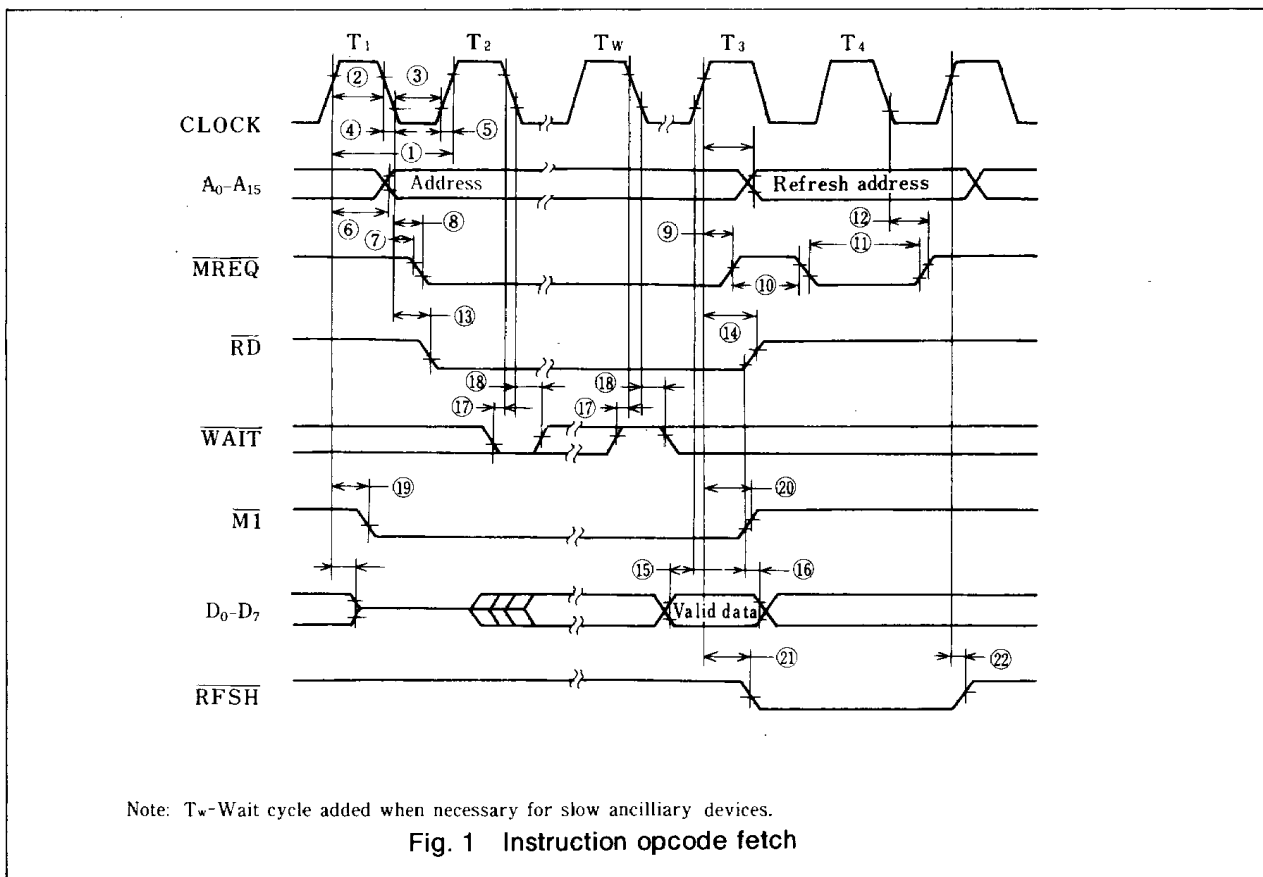 T1 T2 TW T3 T4
② ③
CLOCK
④ ⑤
①
A0-A15 Address Refresh address
⑥ ⑧ ⑫
⑦ ⑨ ⑪
MREQ
⑩
⑬ ⑭
RD
⑱ ⑱
⑰ ⑰
WAIT
⑲ ⑳
M1
⑮ ⑯
D0-D7 Valid data
㉑ ㉒
RFSH
Note: Tw-Wait cycle added when necessary for slow ancilliary devices.
Fig. 1 Instruction opcode fetch